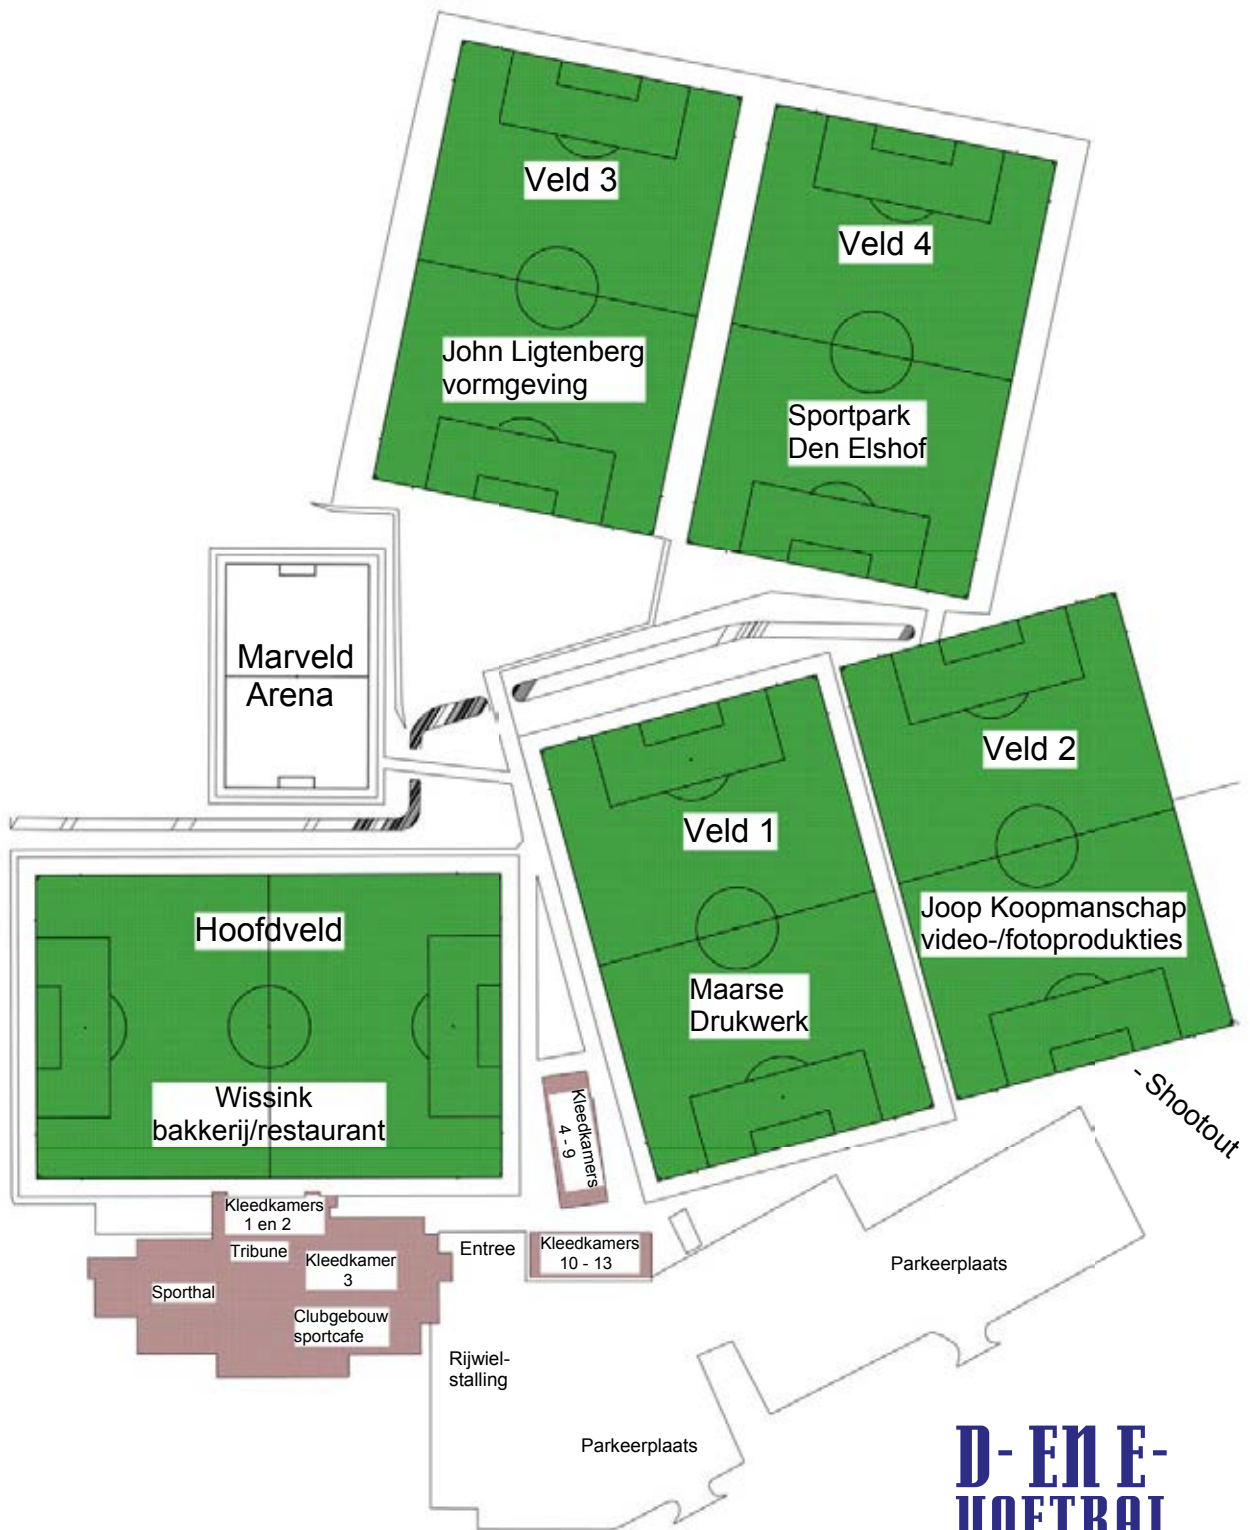 Veld 3
Veld 4
John Ligtenberg
vormgeving
Sportpark
Den Elshof
Marveld
Arena
Veld 2
Veld 1
Joop Koopmanschap
video-/fotoprodukties
Hoofdveld
Maarse
Drukwerk
Wissink
bakkerij/restaurant
- Shootout
Kleedkamers
4 - 9
Kleedkamers
1 en 2
Tribune
Kleedkamer
3
Entree
Kleedkamers
10 - 13
Parkeerplaats
Sporthal
Clubgebouw
sportcafe
Rijwiel-
stalling
Parkeerplaats
D- EN E-
VOETBAL